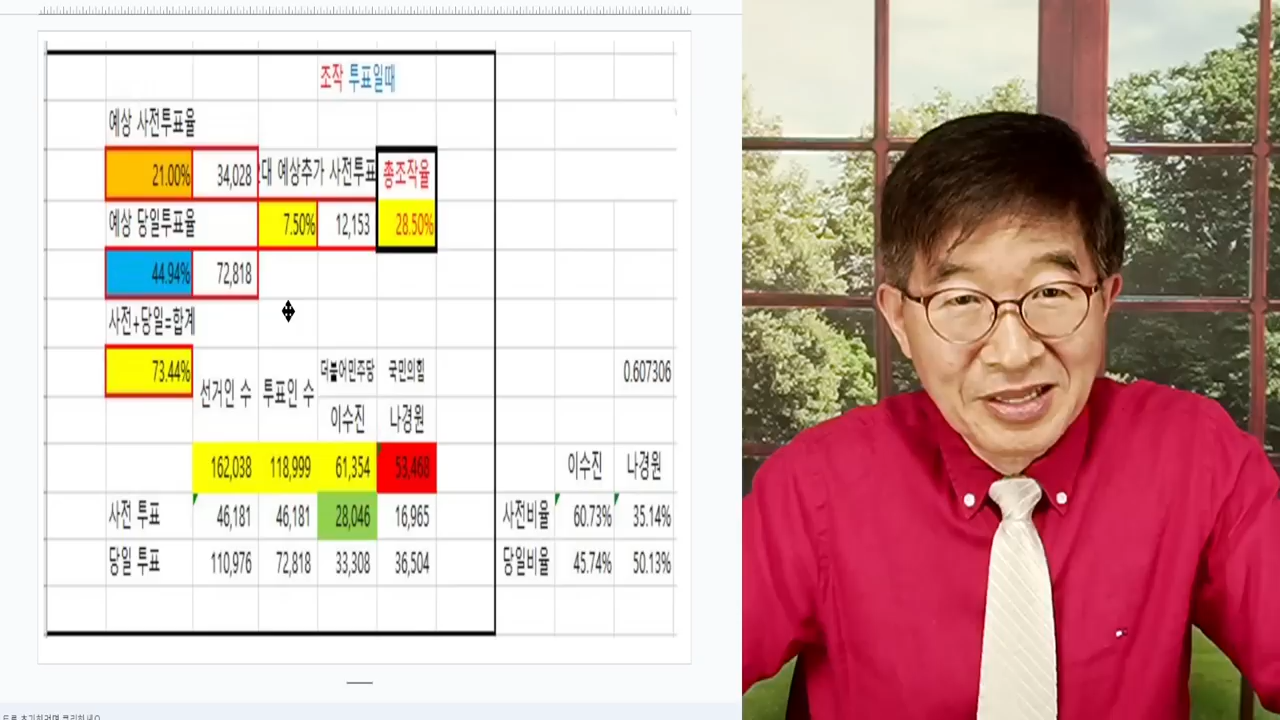 조작 투표일때
예상 사전투표율
21.00% 34,028 대 예상추가 사전투표 총조작율
예상 당일투표율 7.50% 12,153 28.50%
44.94% 72,818
사전+당일=합계
73.44% 선거인 수 투표인 수 더불어민주당 국민의힘 0.607306
이수진 나경원
162,038 118,999 61,354 53,468 이수진 나경원
사전 투표 46,181 46,181 28,046 16,965 사전비율 60.73% 35.14%
당일 투표 110,976 72,818 33,308 36,504 당일비율 45.74% 50.13%